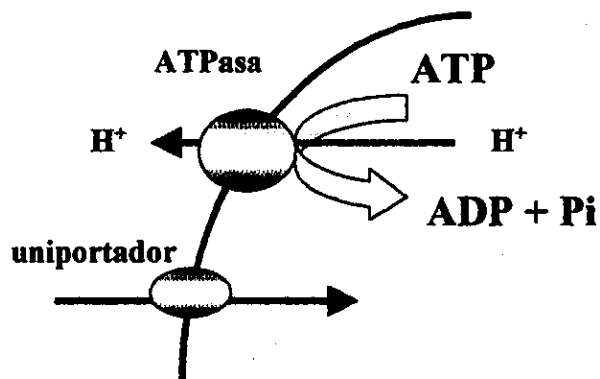 ATPasa
ATP
H⁺
H⁺
ADP + Pi
uniportador